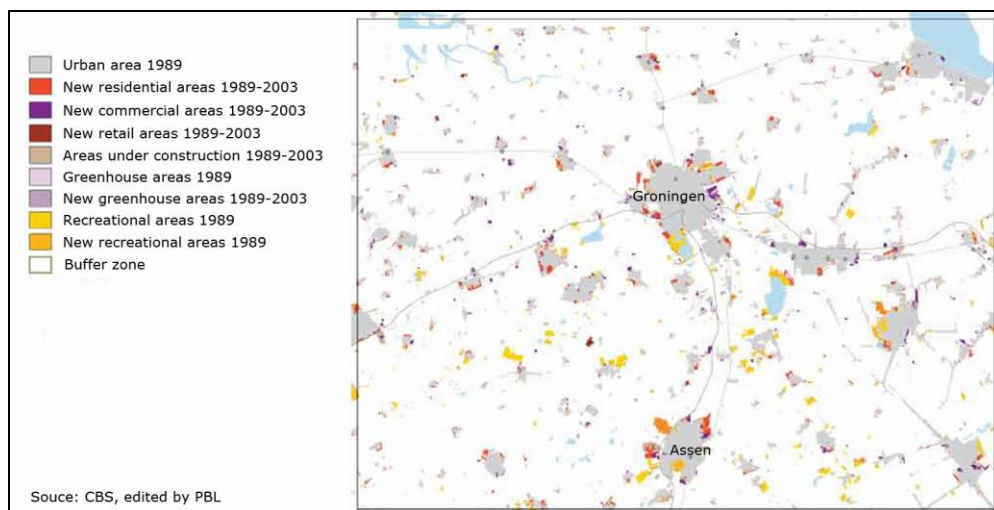 Urban area 1989
New residential areas 1989-2003
New commercial areas 1989-2003
New retail areas 1989-2003
Areas under construction 1989-2003
Greenhouse areas 1989
New greenhouse areas 1989-2003
Recreational areas 1989
New recreational areas 1989
Buffer zone
Souce: CBS, edited by PBL
Groningen
Assen